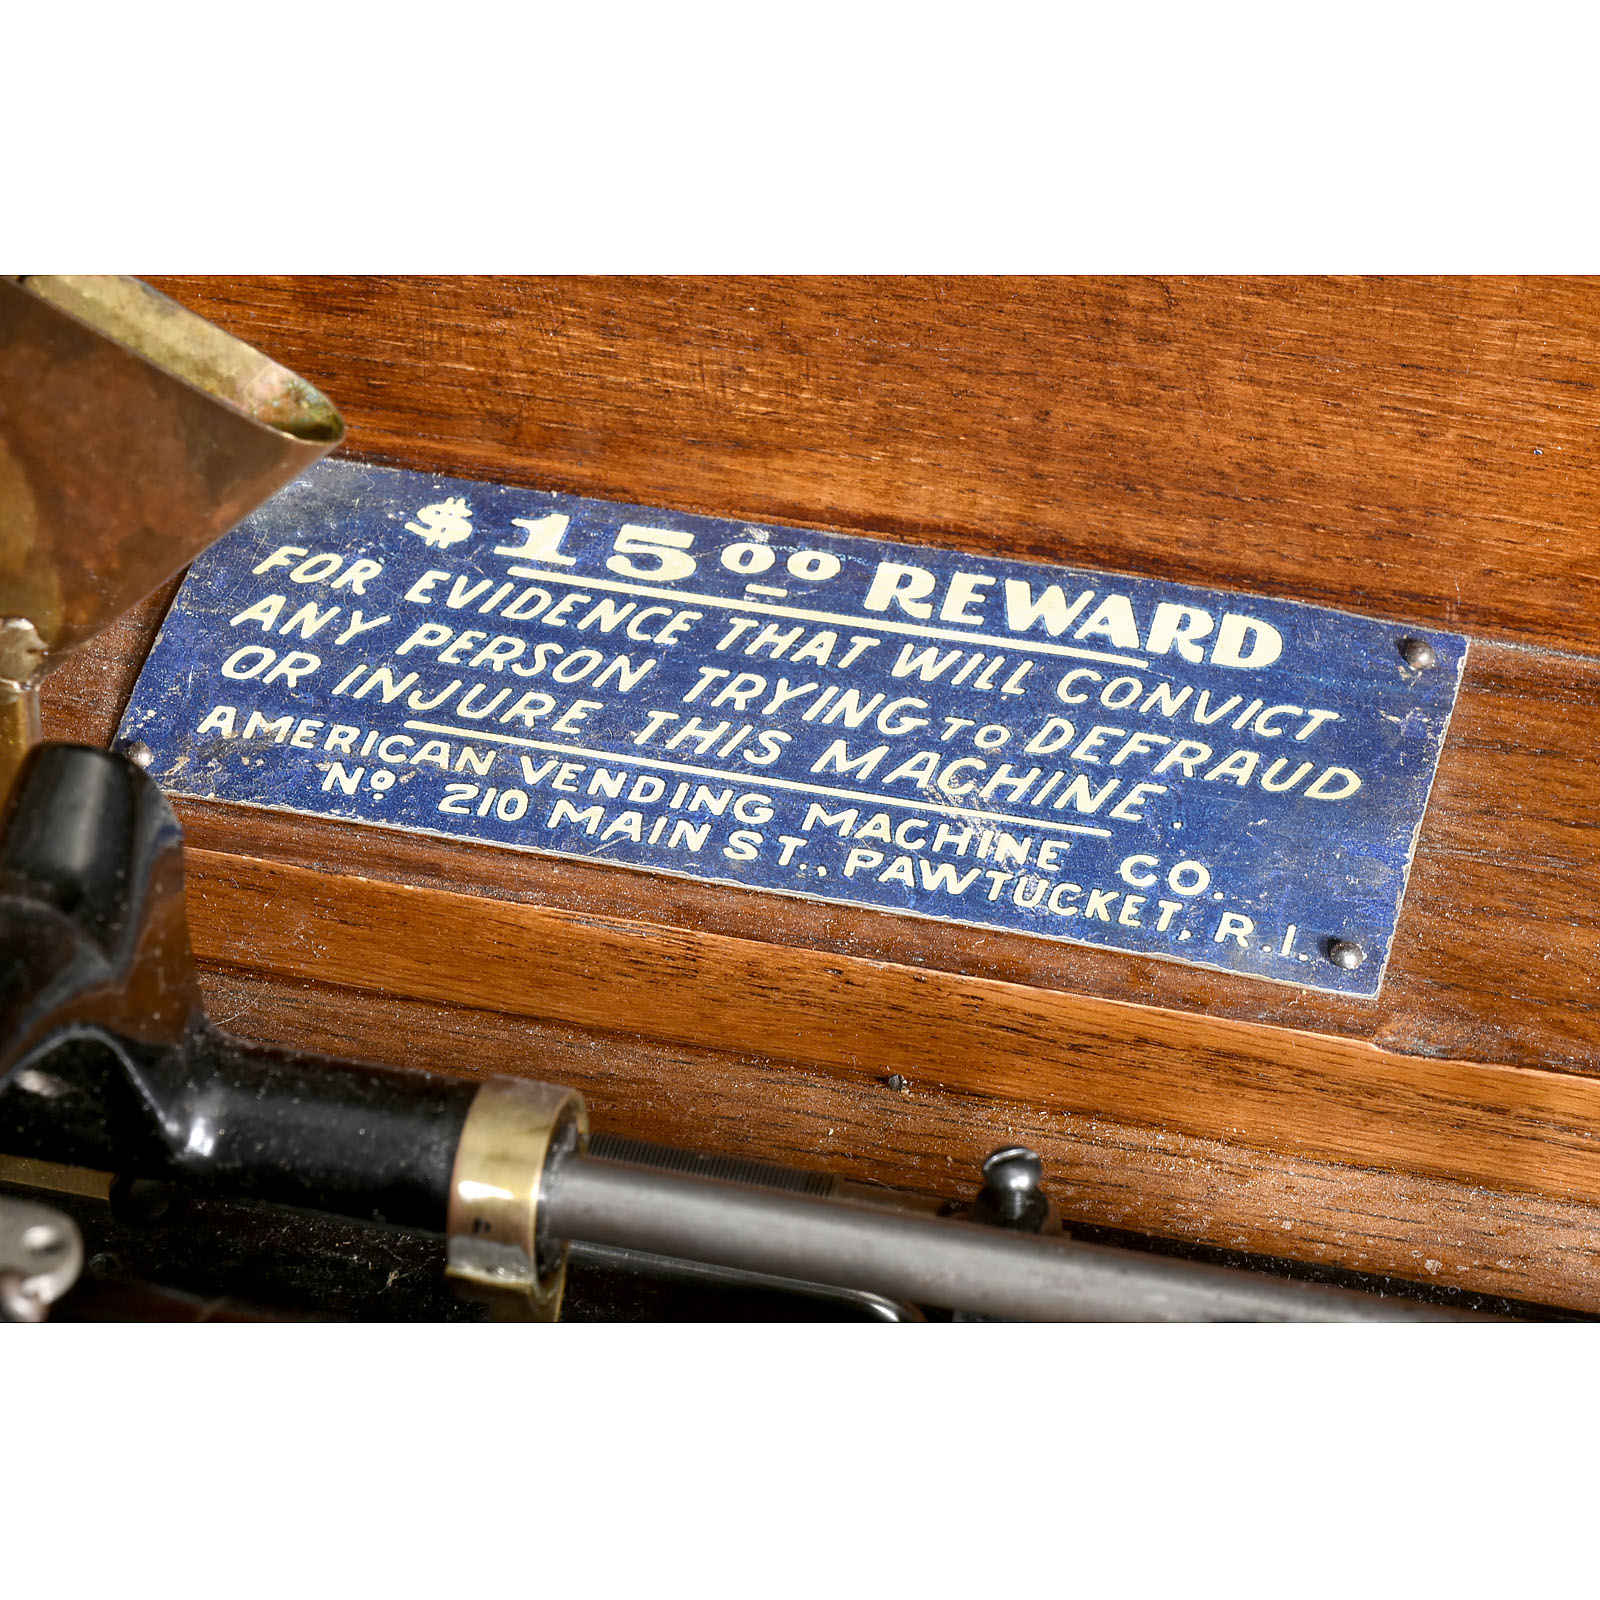 $ 15.00 REWARD
FOR EVIDENCE THAT WILL CONVICT
ANY PERSON TRYING TO DEFRAUD
OR INJURE THIS MACHINE.
AMERICAN VENDING MACHINE CO.
No. 210 MAIN ST., PAWTUCKET, R.I.